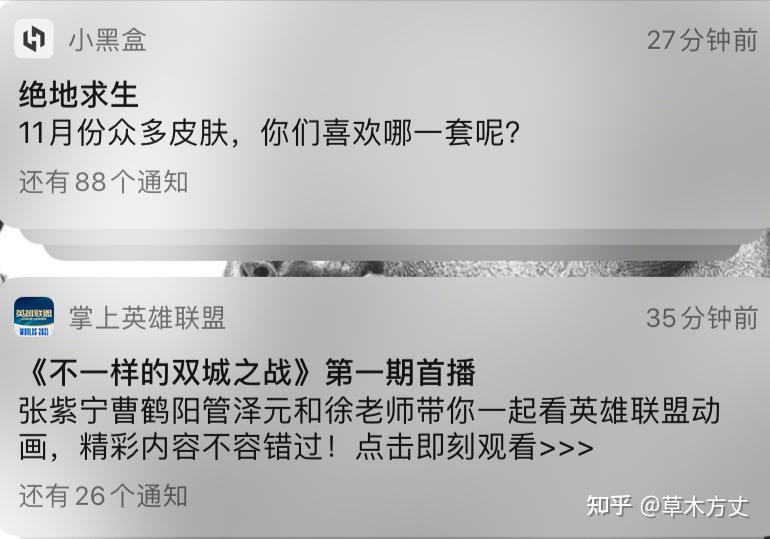 小黑盒 27分钟前
绝地求生
11月份众多皮肤，你们喜欢哪一套呢？
还有88个通知
英雄联盟
WORLDS 2021
掌上英雄联盟 35分钟前
《不一样的双城之战》第一期首播
张紫宁曹鹤阳管泽元和徐老师带你一起看英雄联盟动
画，精彩内容不容错过！点击即刻观看>>>
还有26个通知
知乎 @草木方丈